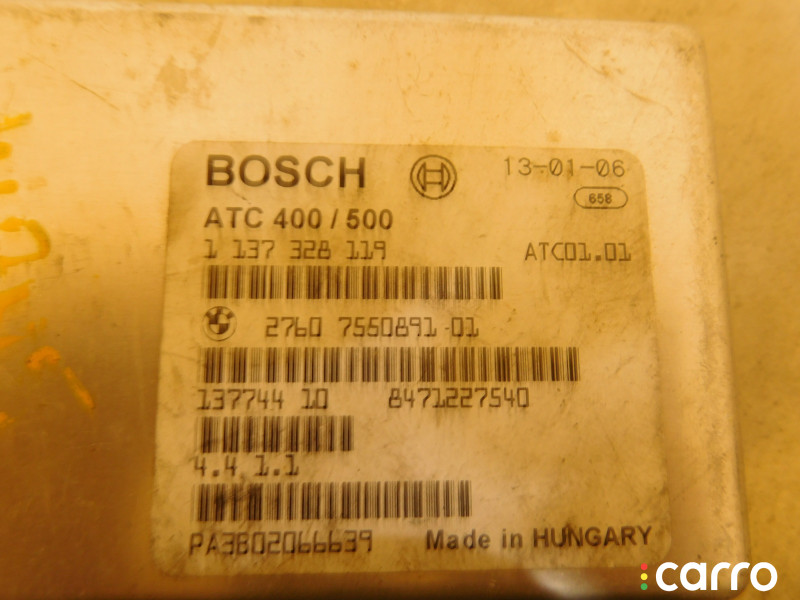 BOSCH
13-01-06
658
ATC 400 / 500
1 137 328 119
ATC01.01
2760 7550891 01
137744 10 8471227540
4.4 1.1
PA3802066639 Made in HUNGARY
carro